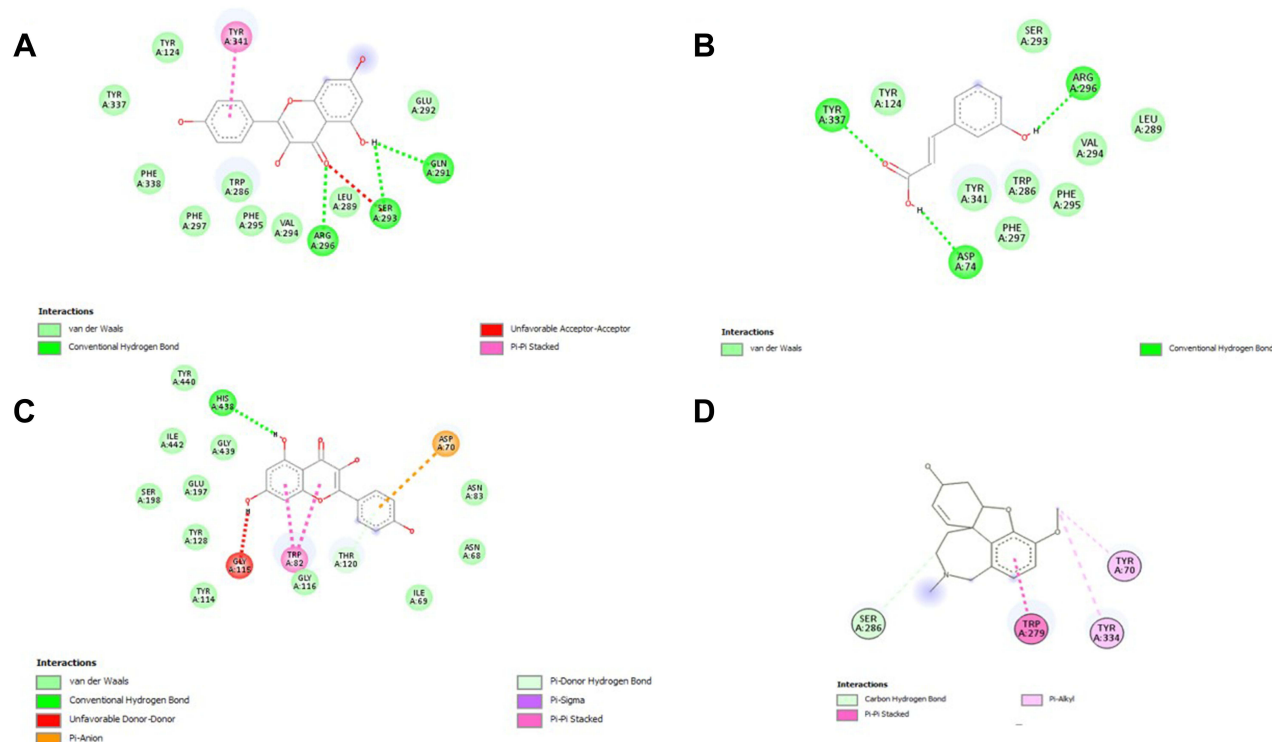 A
TYR
A:341
TYR
A:124
TYR
A:337
GLU
A:292
GLN
A:291
PHE
A:338
TRP
A:286
LEU
A:289
SER
A:293
PHE
A:297
PHE
A:295
VAL
A:294
ARG
A:296
O
O
O
O
O
O
H
Interactions
van der Waals
Conventional Hydrogen Bond
Unfavorable Acceptor-Acceptor
Pi-Pi Stacked
B
SER
A:293
ARG
A:296
TYR
A:124
TYR
A:337
LEU
A:289
VAL
A:294
TYR
A:341
TRP
A:286
PHE
A:295
PHE
A:297
ASP
A:74
O
H
O
O
H
Interactions
van der Waals
Conventional Hydrogen Bond
C
TYR
A:440
HIS
A:438
ILE
A:442
GLY
A:439
ASP
A:70
SER
A:198
GLU
A:197
ASN
A:83
TYR
A:128
ASN
A:68
GLY
A:115
TRP
A:82
THR
A:120
GLY
A:116
TYR
A:114
ILE
A:69
H
O
O
O
O
H
O
O
Interactions
van der Waals
Conventional Hydrogen Bond
Unfavorable Donor-Donor
Pi-Anion
Pi-Donor Hydrogen Bond
Pi-Sigma
Pi-Pi Stacked
D
O
O
O
N
TYR
A:70
SER
A:286
TRP
A:279
TYR
A:334
Interactions
Carbon Hydrogen Bond
Pi-Pi Stacked
Pi-Alkyl